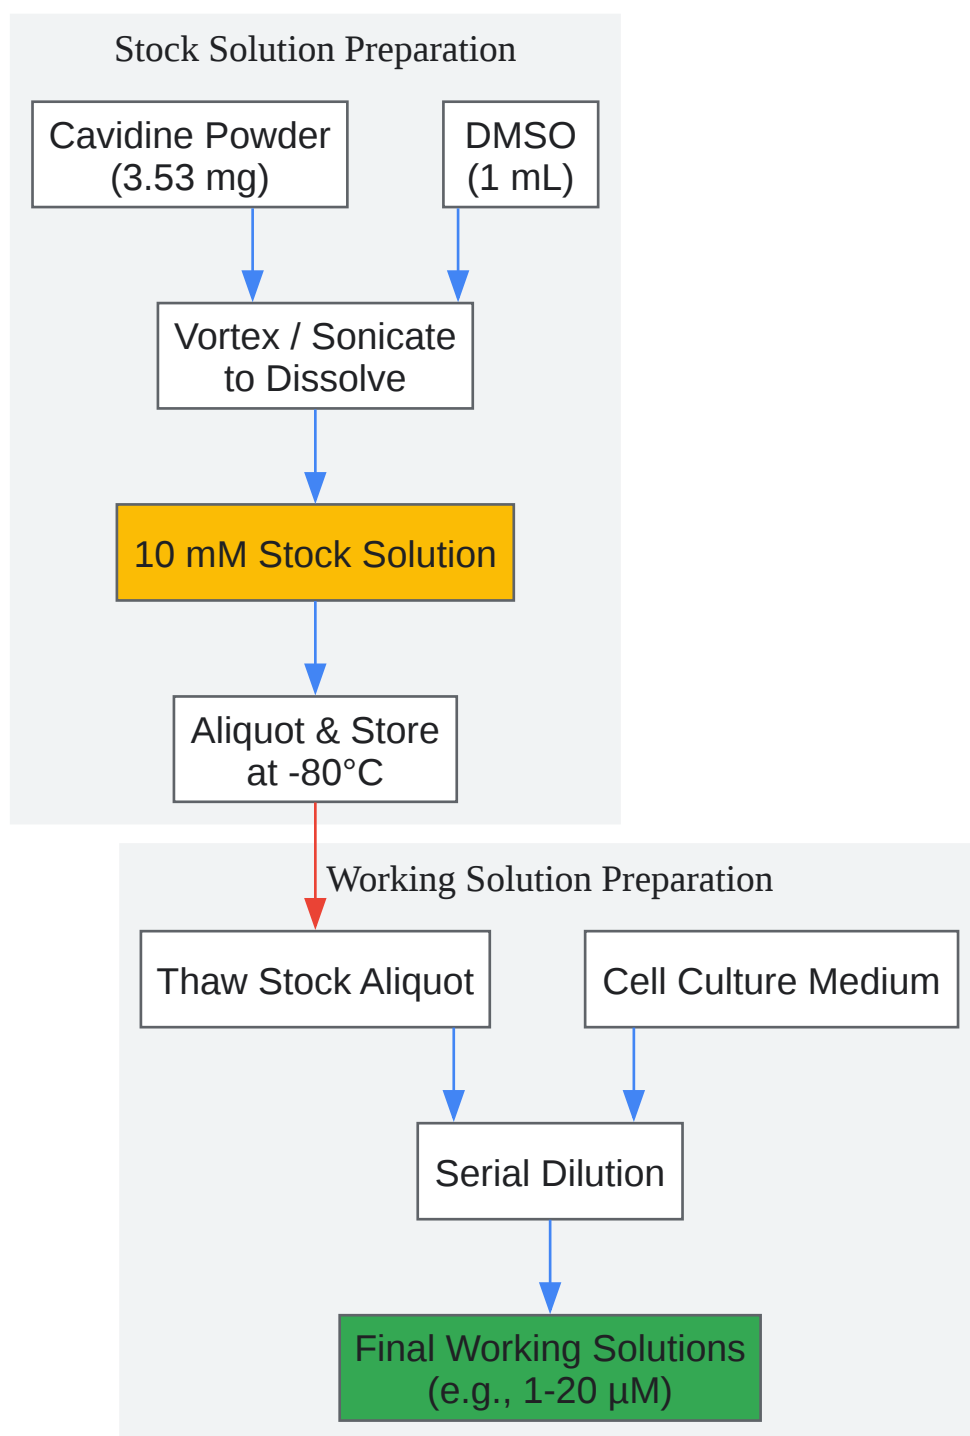 Stock Solution Preparation
Cavidine Powder
(3.53 mg)
DMSO
(1 mL)
Vortex / Sonicate
to Dissolve
10 mM Stock Solution
Aliquot & Store
at -80°C
Working Solution Preparation
Thaw Stock Aliquot
Cell Culture Medium
Serial Dilution
Final Working Solutions
(e.g., 1-20 µM)